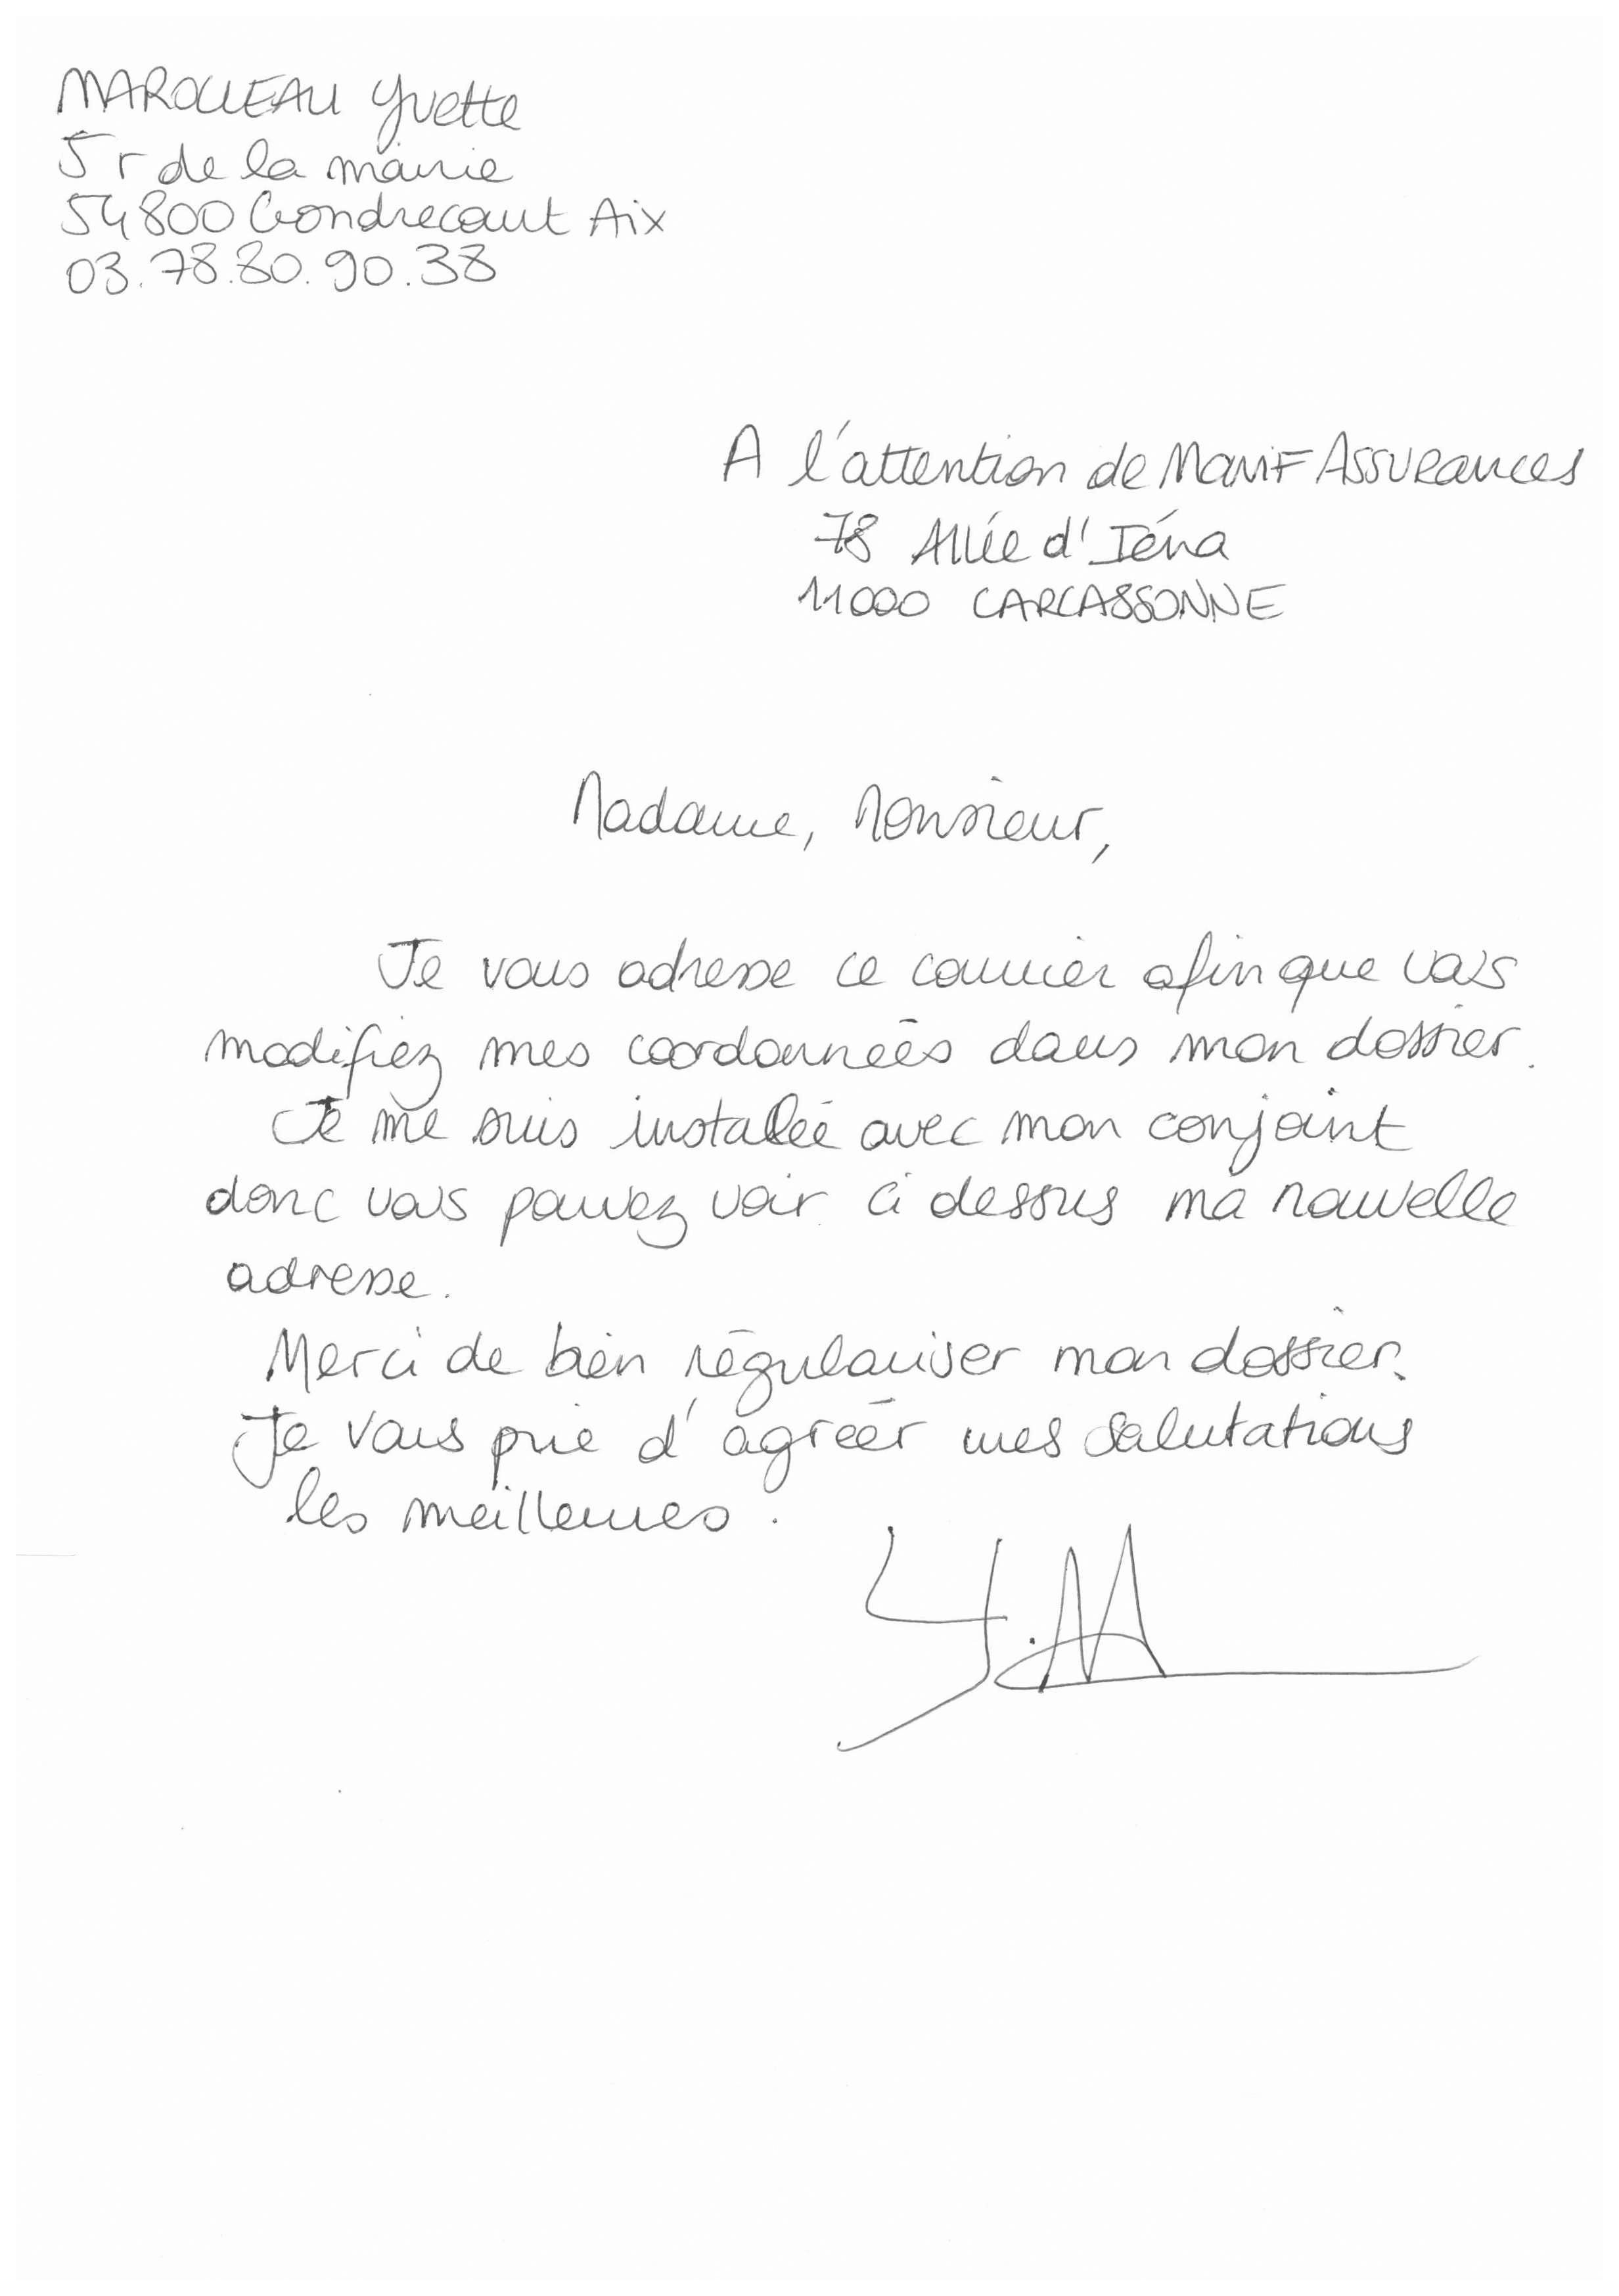 MAROLLEAU Yvette
5 r de la mairie
54800 Gondrecourt Aix
03.78.80.90.38
A l'attention de Manif Assurances
78 Allée d'Iéna
11000 CARCASSONNE
Madame, Monsieur,
Je vous adresse ce courrier afin que vous
modifiez mes coordonnées dans mon dossier.
Je me suis installée avec mon conjoint
donc vous pouvez voir ci dessus ma nouvelle
adresse.
Merci de bien régulariser mon dossier.
Je vous prie d'agréer mes salutations
les meilleures.
Y.M